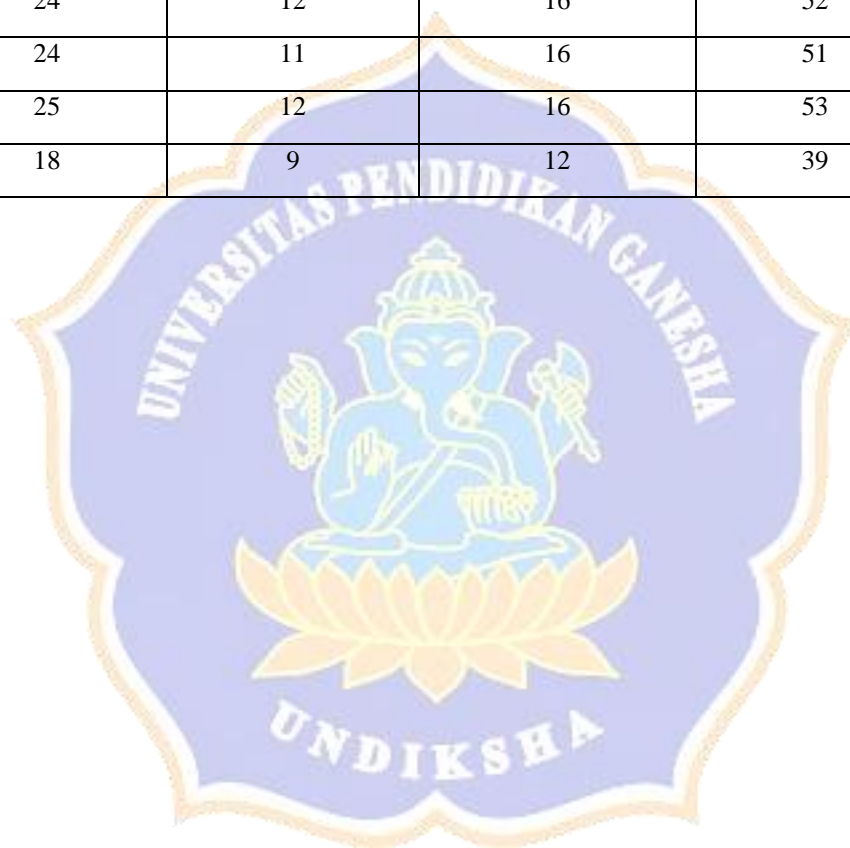 24 12 16 52
24 11 16 51
25 12 16 53
18 9 12 39
UNIVERSITAS PENDIDIKAN GANESHA
UNDIKSHA